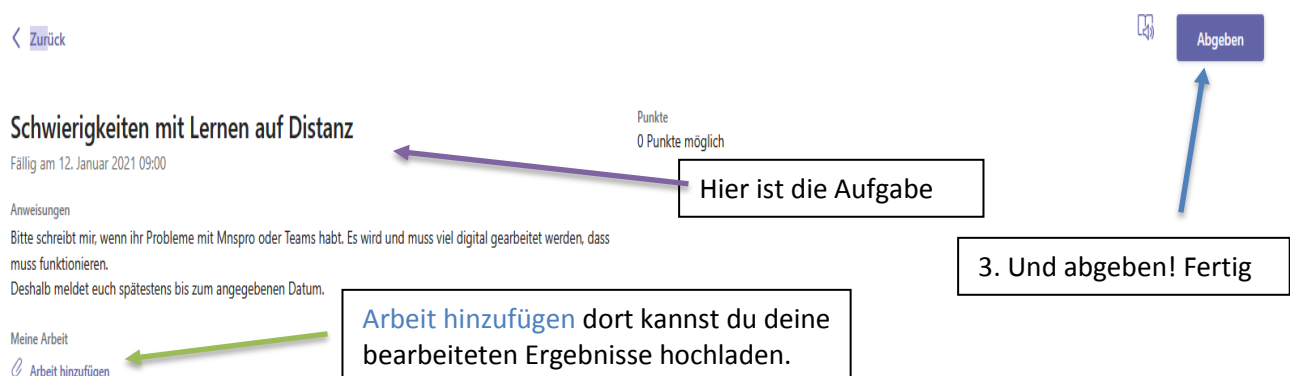 Zurück
Abgeben
Schwierigkeiten mit Lernen auf Distanz
Fällig am 12. Januar 2021 09:00
Punkte
0 Punkte möglich
Hier ist die Aufgabe
Anweisungen
Bitte schreibt mir, wenn ihr Probleme mit Mnspro oder Teams habt. Es wird und muss viel digital gearbeitet werden, dass
muss funktionieren.
Deshalb meldet euch spätestens bis zum angegebenen Datum.
3. Und abgeben! Fertig
Arbeit hinzufügen dort kannst du deine
bearbeiteten Ergebnisse hochladen.
Meine Arbeit
Arbeit hinzufügen